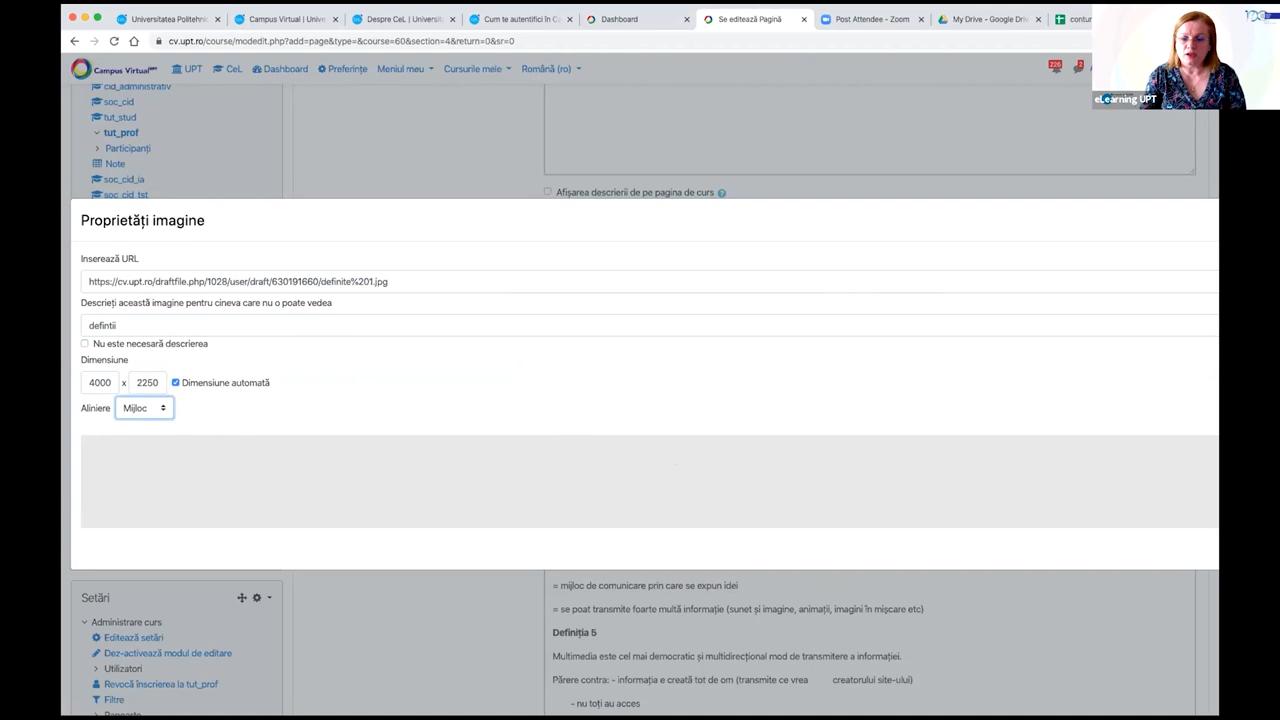 Universitatea Politehnic
Campus Virtual | Unive
Despre CeL | Universita
Cum te autentifici în Ca
Dashboard
Se editează Pagină
Post Attendee - Zoom
My Drive - Google Driv
contur
cv.upt.ro/course/modedit.php?add=page&type=&course=60&section=4&return=0&sr=0
Campus Virtual UPT
CeL
Dashboard
Preferințe
Meniul meu
Cursurile mele
Română (ro)
226
2
eLearning UPT
cid_administrativ
soc_cid
tut_stud
tut_prof
Participanți
Note
soc_cid_ia
soc_cid_tst
Afișarea descrierii de pe pagina de curs
Proprietăți imagine
Inserează URL
https://cv.upt.ro/draftfile.php/1028/user/draft/630191660/definite%201.jpg
Descrieți această imagine pentru cineva care nu o poate vedea
defintii
Nu este necesară descrierea
Dimensiune
4000 x 2250 Dimensiune automată
Aliniere Mijloc
= mijloc de comunicare prin care se expun idei
= se poat transmite foarte multă informație (sunet și imagine, animații, imagini în mișcare etc)
Definiția 5
Multimedia este cel mai democratic și multidirecțional mod de transmitere a informației.
Părere contra: - informația e creată tot de om (transmite ce vrea creatorului site-ului)
- nu toți au acces
Setări
Administrare curs
Editează setări
Dez-activează modul de editare
Utilizatori
Revocă înscrierea la tut_prof
Filtre
Rapoarte